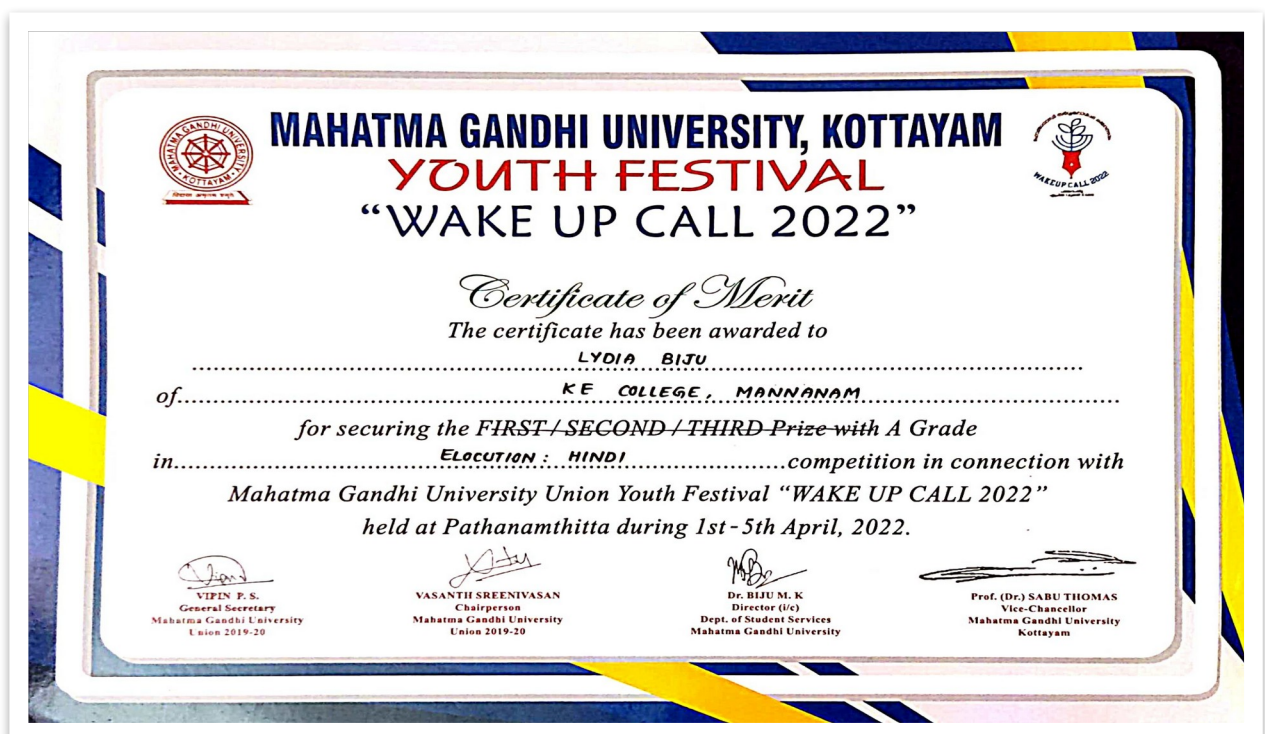 MAHATMA GANDHI UNIVERSITY, KOTTAYAM
YOUTH FESTIVAL
“WAKE UP CALL 2022”
MAHATMA GANDHI UNIVERSITY
KOTTAYAM
WAKEUP CALL 2022
Certificate of Merit
The certificate has been awarded to
LYDIA BIJU
of KE COLLEGE, MANNANAM
for securing the FIRST / SECOND / THIRD Prize with A Grade
in ELOCUTION : HINDI competition in connection with
Mahatma Gandhi University Union Youth Festival “WAKE UP CALL 2022”
held at Pathanamthitta during 1st-5th April, 2022.
VIPIN P. S.
General Secretary
Mahatma Gandhi University
Union 2019-20
VASANTH SREENIVASAN
Chairperson
Mahatma Gandhi University
Union 2019-20
Dr. BIJU M. K
Director (i/c)
Dept. of Student Services
Mahatma Gandhi University
Prof. (Dr.) SABU THOMAS
Vice-Chancellor
Mahatma Gandhi University
Kottayam